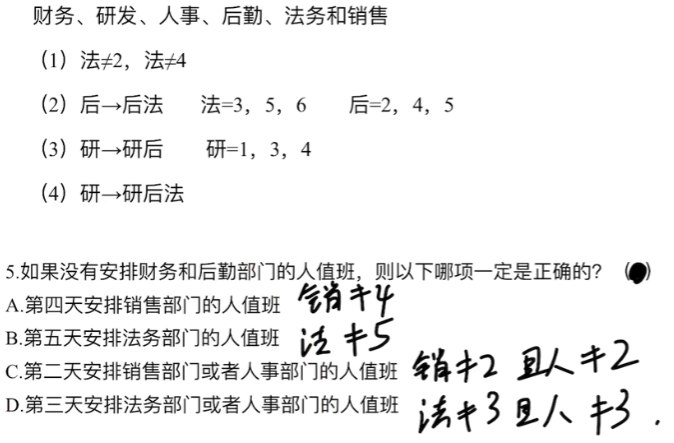 财务、研发、人事、后勤、法务和销售
（1）法≠2，法≠4
（2）后→后法 法=3，5，6 后=2，4，5
（3）研→研后 研=1，3，4
（4）研→研后法
5.如果没有安排财务和后勤部门的人值班，则以下哪项一定是正确的？（ ）
A.第四天安排销售部门的人值班 销≠4
B.第五天安排法务部门的人值班 法≠5
C.第二天安排销售部门或者人事部门的人值班 销≠2 且人≠2
D.第三天安排法务部门或者人事部门的人值班 法≠3 且人≠3.